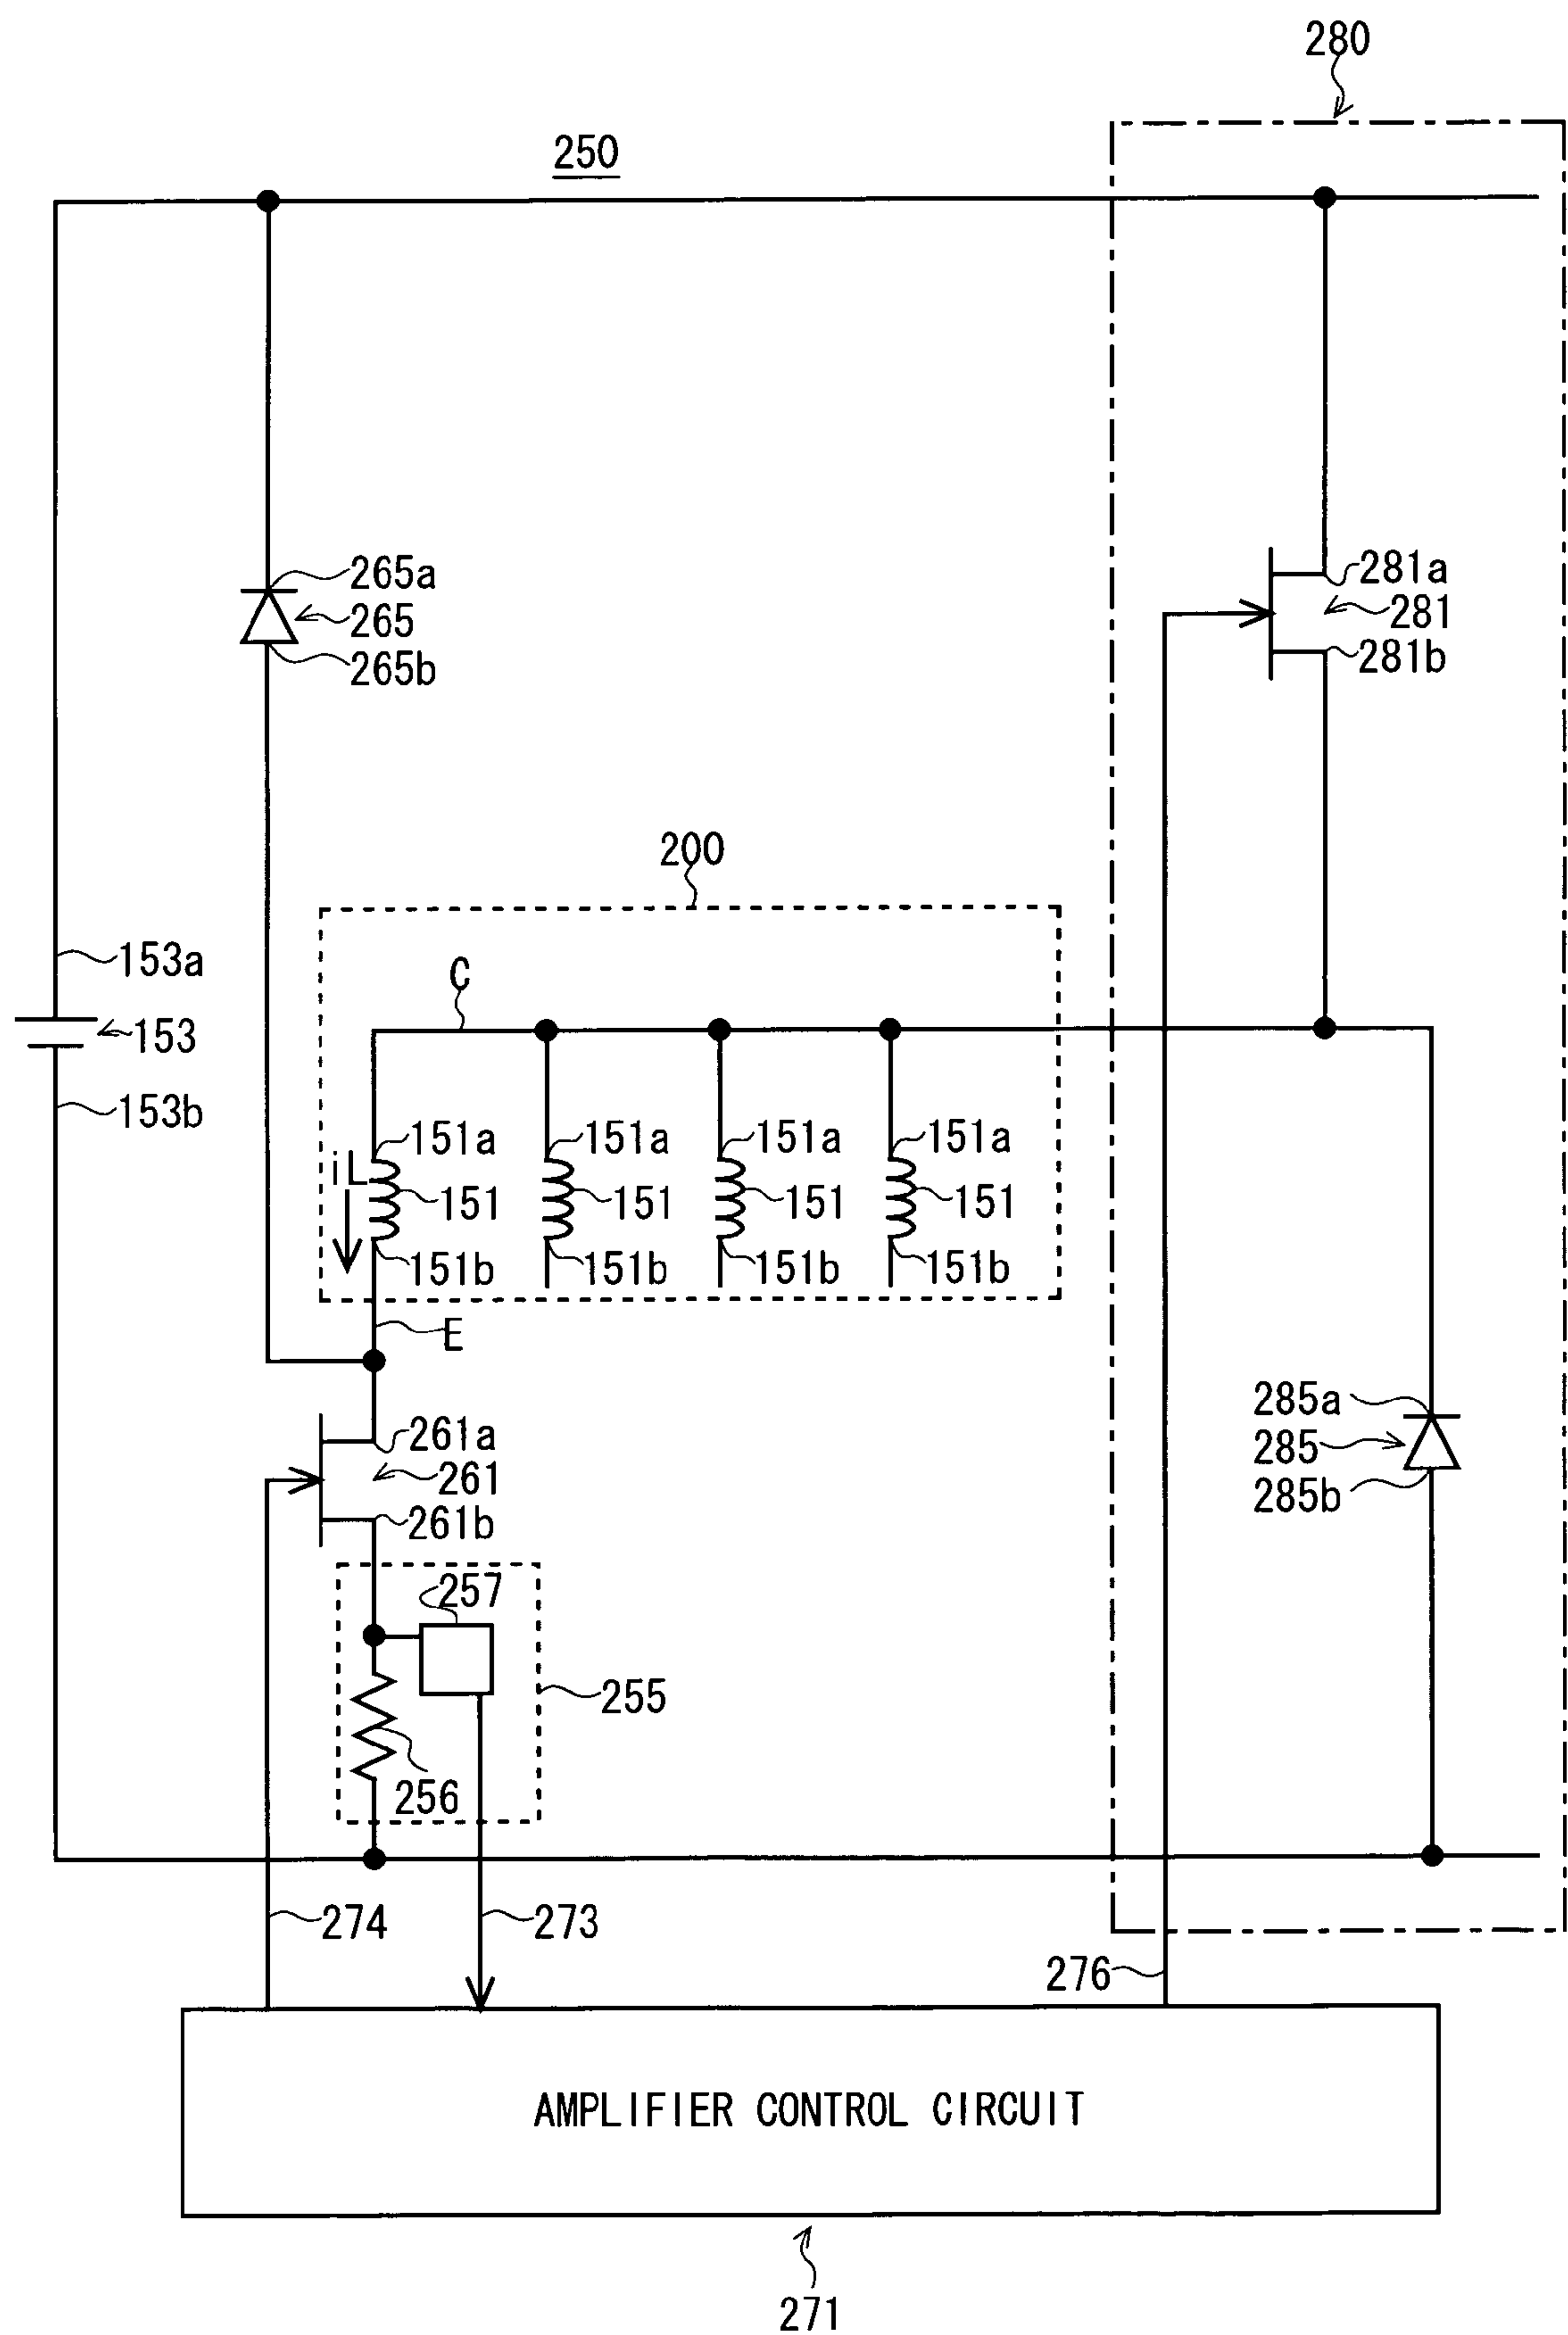 280
250
265a
265
265b
281a
281
281b
200
153a
153
153b
C
iL
151a 151a 151a 151a
151 151 151 151
151b 151b 151b 151b
E
261a
261
261b
285a
285
285b
257
255
256
274
273
276
AMPLIFIER CONTROL CIRCUIT
271